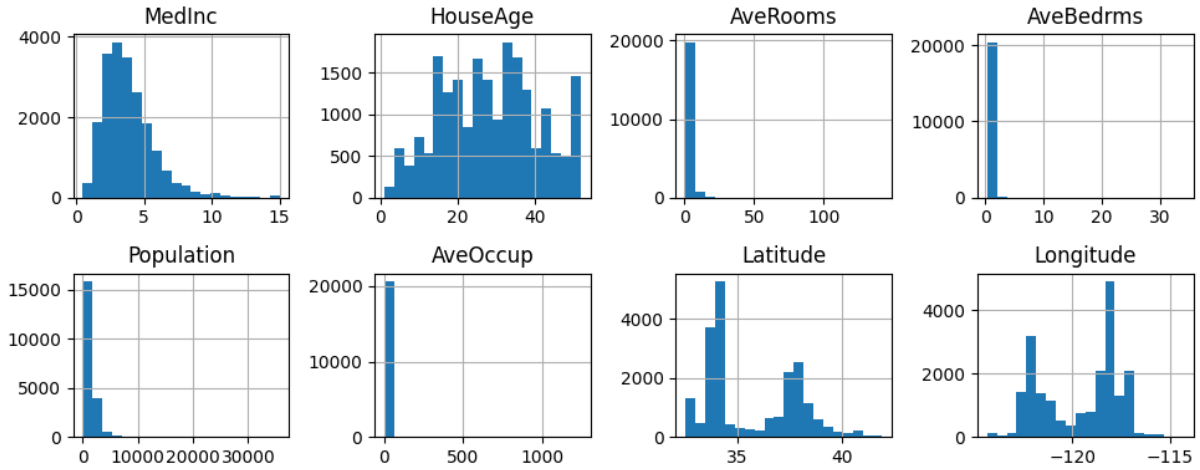 MedInc HouseAge AveRooms AveBedrms
4000 2000 0
0 5 10 15
1500 1000 500 0
0 20 40
20000 10000 0
0 50 100
20000 10000 0
0 10 20 30
Population AveOccup Latitude Longitude
15000 10000 5000 0
0 10000 20000 30000
20000 10000 0
0 500 1000
4000 2000 0
35 40
4000 2000 0
−120 −115